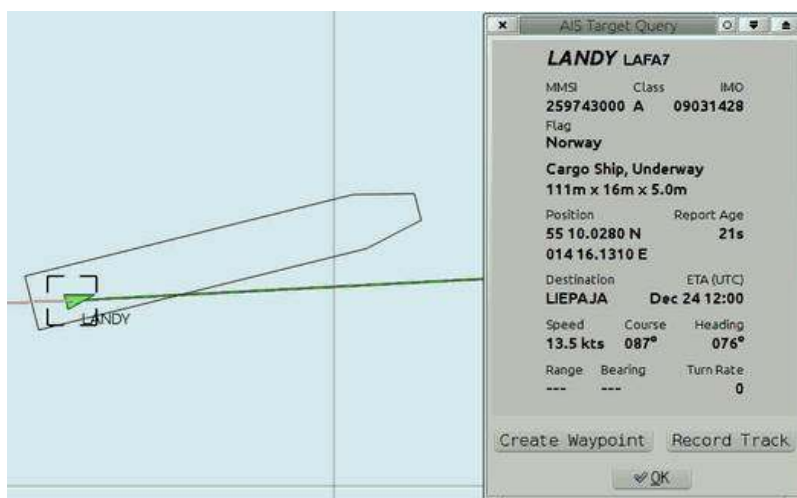 AIS Target Query
LANDY LAFA7
MMSI Class IMO
259743000 A 09031428
Flag
Norway
Cargo Ship, Underway
111m x 16m x 5.0m
Position Report Age
55 10.0280 N 21s
014 16.1310 E
Destination ETA (UTC)
LIEPAJA Dec 24 12:00
Speed Course Heading
13.5 kts 087° 076°
Range Bearing Turn Rate
--- --- 0
Create Waypoint Record Track
OK
LANDY